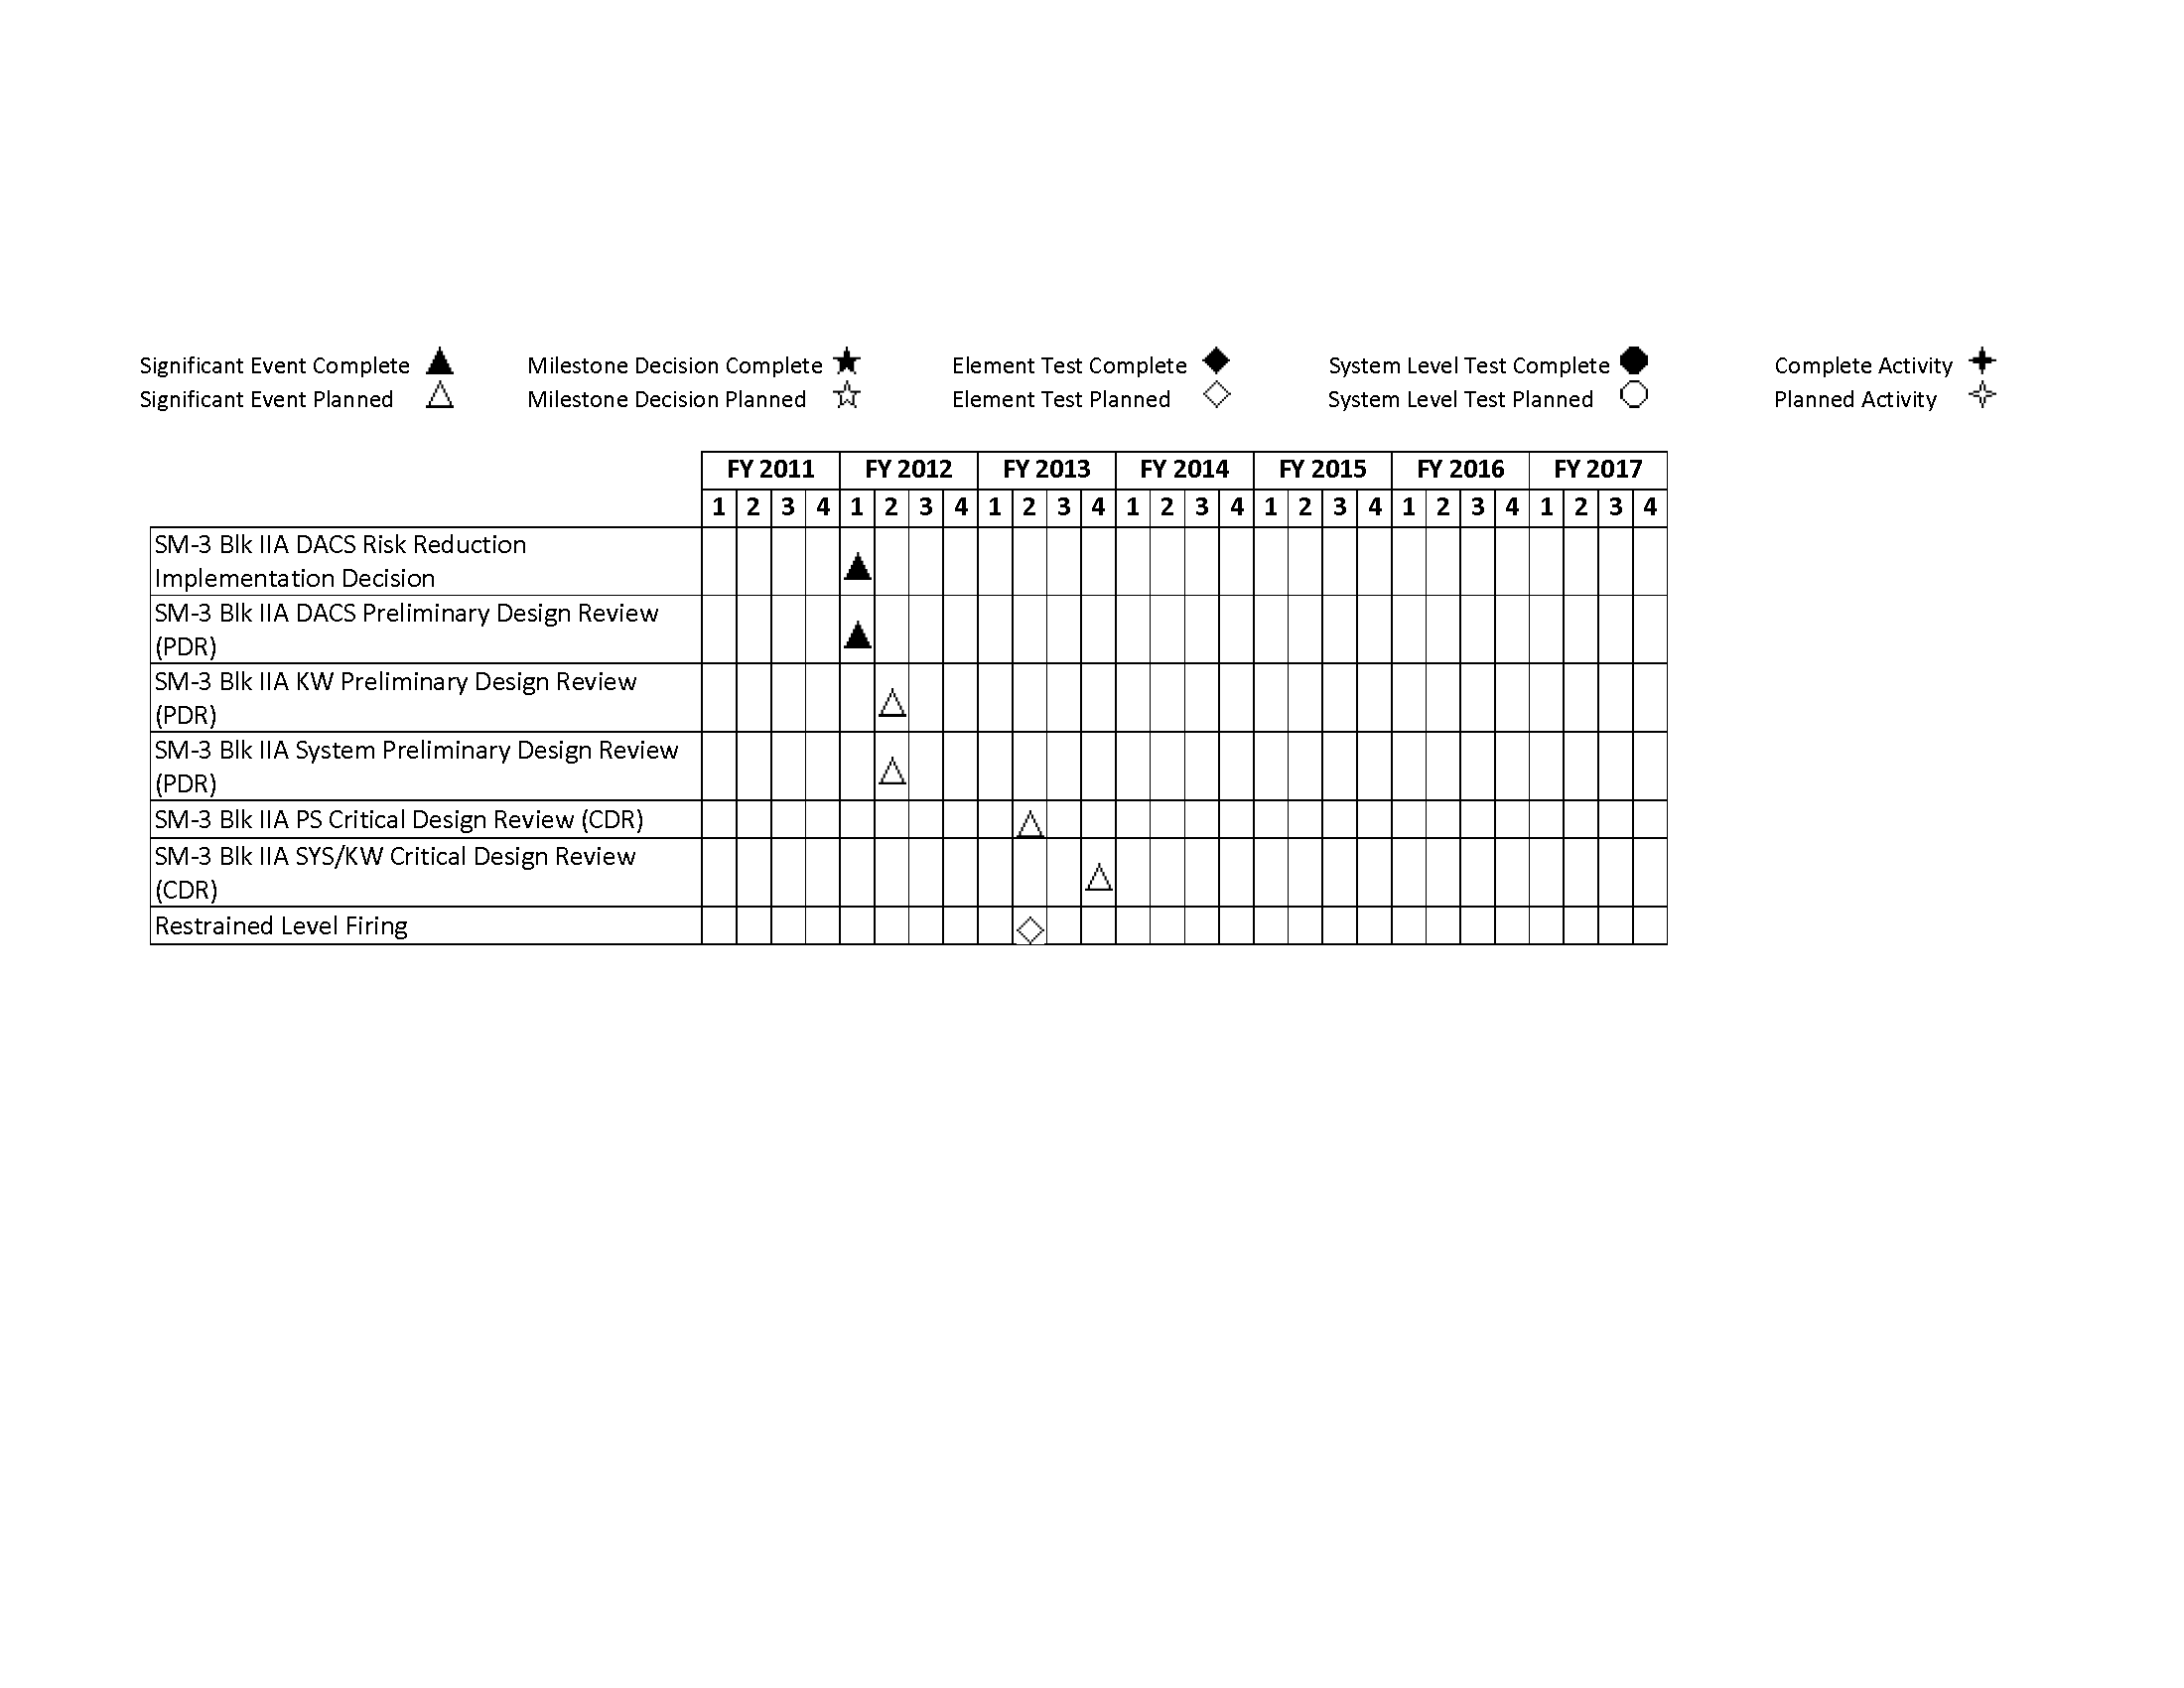 Significant Event Complete
Milestone Decision Complete
Element Test Complete
System Level Test Complete
Complete Activity
Significant Event Planned
Milestone Decision Planned
Element Test Planned
System Level Test Planned
Planned Activity
FY 2011 FY 2012 FY 2013 FY 2014 FY 2015 FY 2016 FY 2017
1 2 3 4 1 2 3 4 1 2 3 4 1 2 3 4 1 2 3 4 1 2 3 4 1 2 3 4
SM-3 Blk IIA DACS Risk Reduction
Implementation Decision
SM-3 Blk IIA DACS Preliminary Design Review
(PDR)
SM-3 Blk IIA KW Preliminary Design Review
(PDR)
SM-3 Blk IIA System Preliminary Design Review
(PDR)
SM-3 Blk IIA PS Critical Design Review (CDR)
SM-3 Blk IIA SYS/KW Critical Design Review
(CDR)
Restrained Level Firing